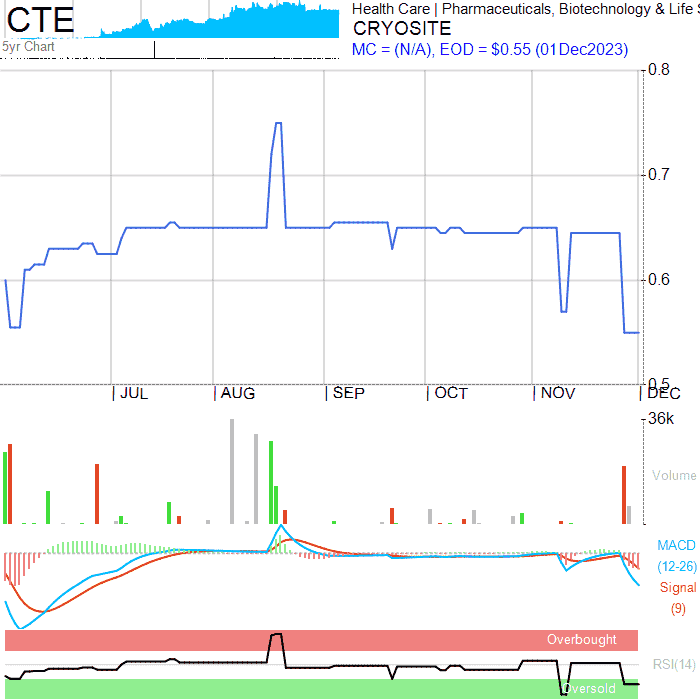 CTE
5yr Chart
Health Care | Pharmaceuticals, Biotechnology & Life
CRYOSITE
MC = (N/A), EOD = $0.55 (01Dec2023)
0.8
0.7
0.6
0.5
JUL AUG SEP OCT NOV DEC
36k
Volume
MACD
(12-26)
Signal
(9)
Overbought
RSI(14)
Oversold